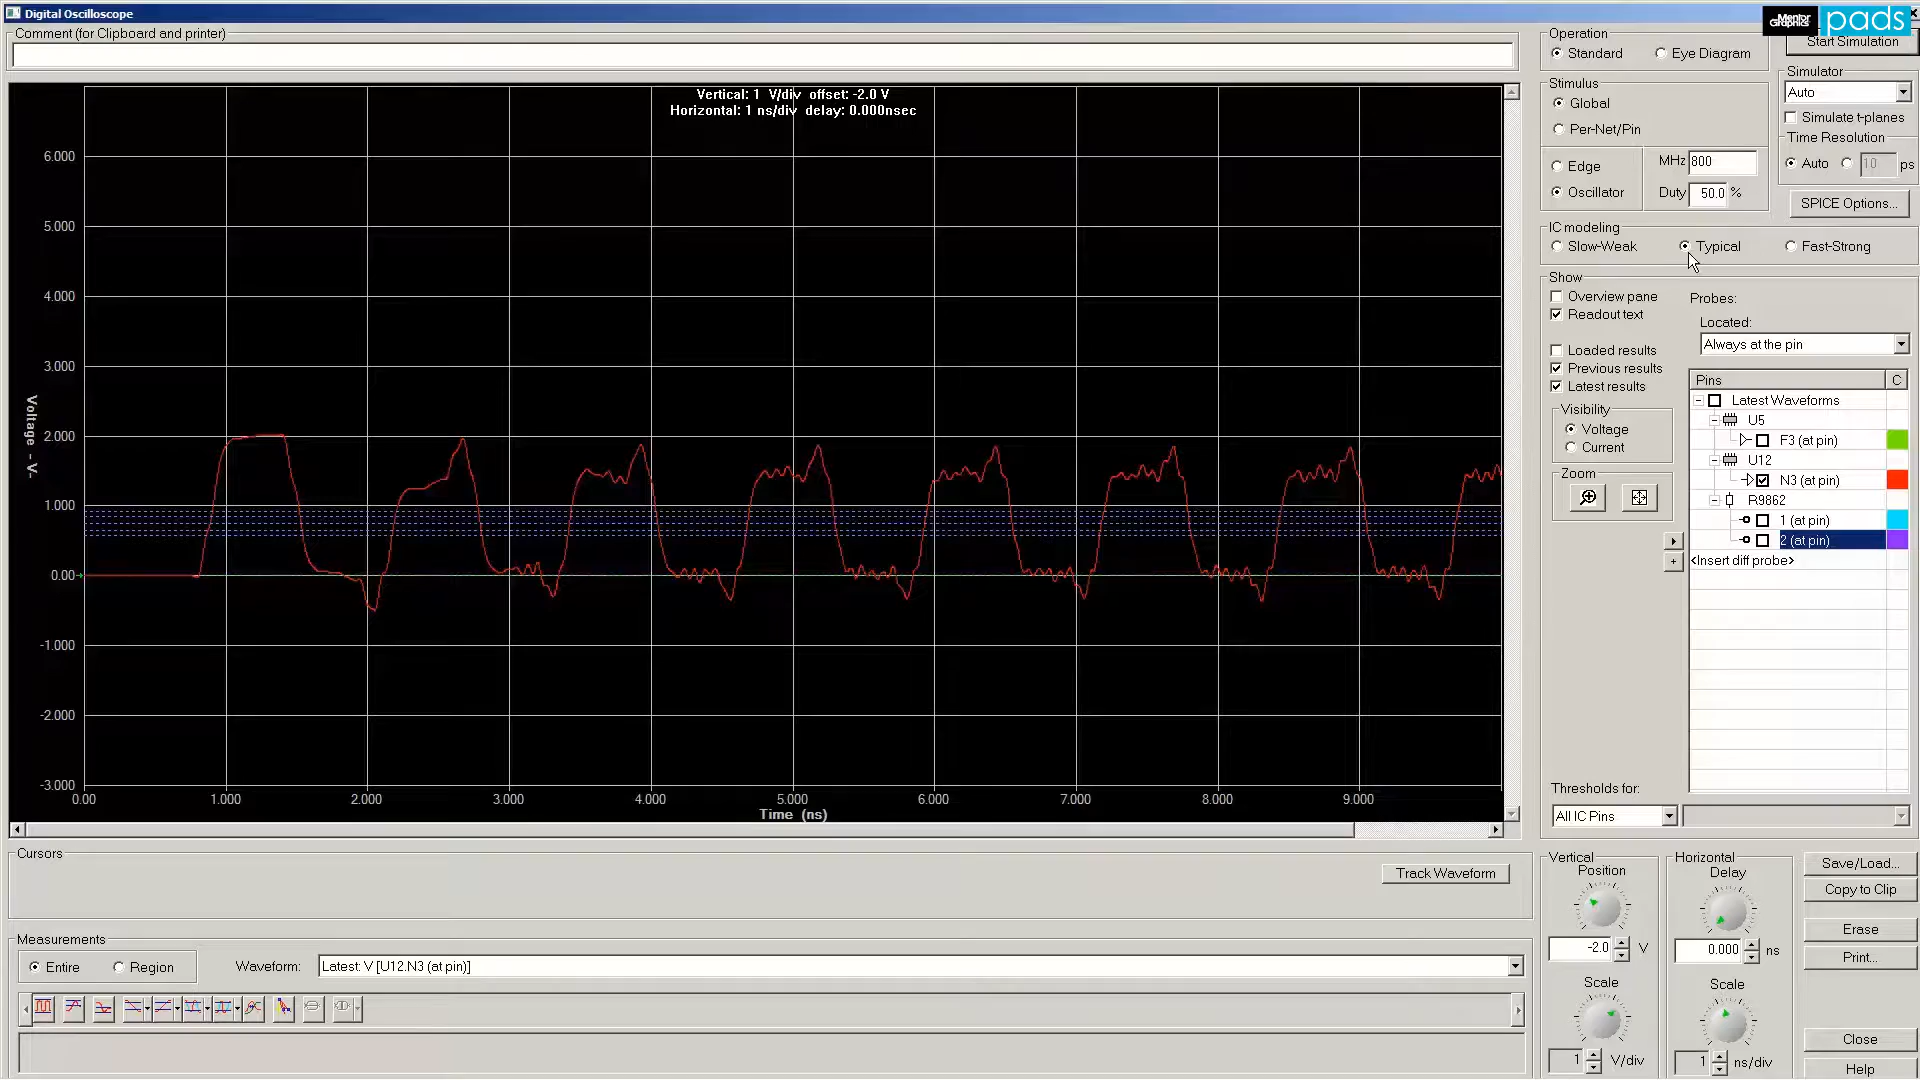 Digital Oscilloscope
Mentor Graphics pads
Comment (for Clipboard and printer)
Vertical: 1 V/div offset: -2.0 V
Horizontal: 1 ns/div delay: 0.000nsec
6.000
5.000
4.000
3.000
2.000
1.000
0.00
-1.000
-2.000
-3.000
Voltage -V-
0.00 1.000 2.000 3.000 4.000 5.000 6.000 7.000 8.000 9.000
Time (ns)
Operation
Standard Eye Diagram
Start Simulation
Stimulus
Global
Per-Net/Pin
Edge
Oscillator
MHz 800
Duty 50.0 %
Simulator
Auto
Simulate t-planes
Time Resolution
Auto 10 ps
SPICE Options...
IC modeling
Slow-Weak Typical Fast-Strong
Show
Overview pane
Readout text
Loaded results
Previous results
Latest results
Visibility
Voltage
Current
Zoom
Probes:
Located:
Always at the pin
Pins C
Latest Waveforms
U5
F3 (at pin)
U12
N3 (at pin)
R9862
1 (at pin)
2 (at pin)
<Insert diff probe>
Thresholds for:
All IC Pins
Cursors
Track Waveform
Measurements
Entire Region
Waveform: Latest: V [U12.N3 (at pin)]
Vertical
Position
-2.0 V
Scale
1 V/div
Horizontal
Delay
0.000 ns
Scale
1 ns/div
Save/Load...
Copy to Clip
Erase
Print...
Close
Help